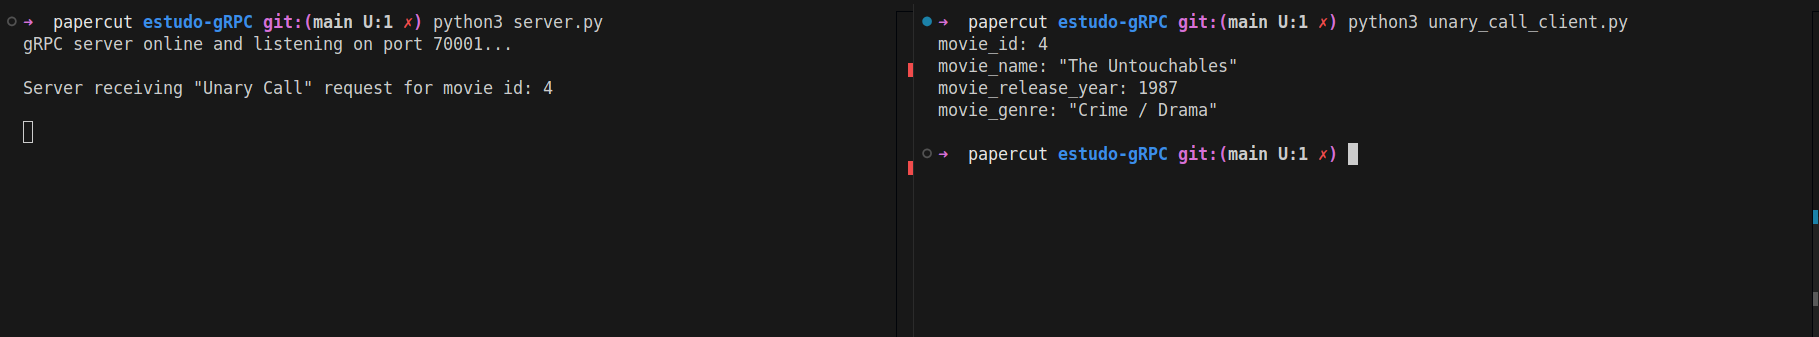 ➜ papercut estudo-gRPC git:(main U:1 ✗) python3 server.py
gRPC server online and listening on port 70001...
Server receiving "Unary Call" request for movie id: 4
➜ papercut estudo-gRPC git:(main U:1 ✗) python3 unary_call_client.py
movie_id: 4
movie_name: "The Untouchables"
movie_release_year: 1987
movie_genre: "Crime / Drama"
➜ papercut estudo-gRPC git:(main U:1 ✗)